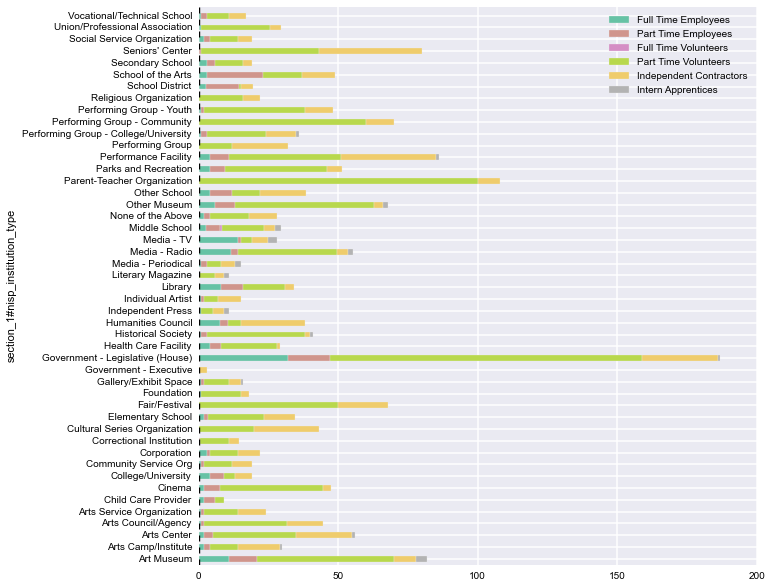 Vocational/Technical School
Union/Professional Association
Social Service Organization
Seniors' Center
Secondary School
School of the Arts
School District
Religious Organization
Performing Group - Youth
Performing Group - Community
Performing Group - College/University
Performing Group
Performance Facility
Parks and Recreation
Parent-Teacher Organization
Other School
Other Museum
None of the Above
Middle School
Media - TV
Media - Radio
Media - Periodical
Literary Magazine
Library
Individual Artist
Independent Press
Humanities Council
Historical Society
Health Care Facility
Government - Legislative (House)
Government - Executive
Gallery/Exhibit Space
Foundation
Fair/Festival
Elementary School
Cultural Series Organization
Correctional Institution
Corporation
Community Service Org
College/University
Cinema
Child Care Provider
Arts Service Organization
Arts Council/Agency
Arts Center
Arts Camp/Institute
Art Museum
section_1#nisp_institution_type
0 50 100 150 200
Full Time Employees
Part Time Employees
Full Time Volunteers
Part Time Volunteers
Independent Contractors
Intern Apprentices